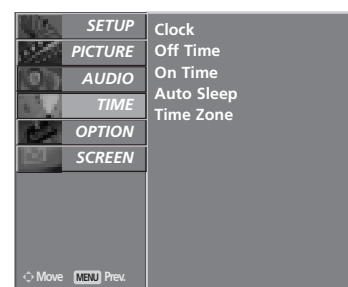 SETUP
PICTURE
AUDIO
TIME
OPTION
SCREEN
Clock
Off Time
On Time
Auto Sleep
Time Zone
Move MENU Prev.